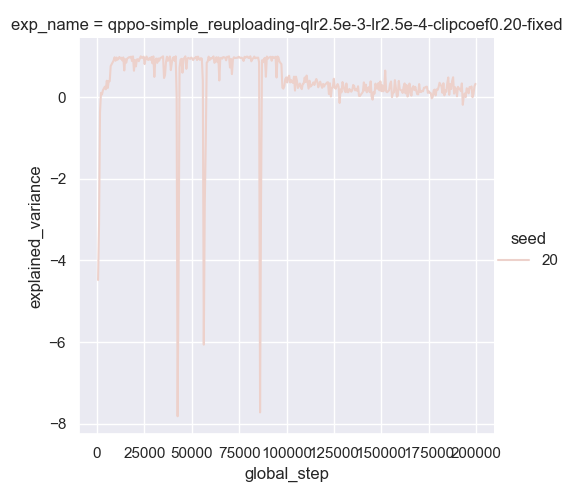 exp_name = qppo-simple_reuploading-qlr2.5e-3-lr2.5e-4-clipcoef0.20-fixed
0
−2
−4
−6
−8
explained_variance
seed
20
0 25000 50000 75000 100000 125000 150000 175000 200000
global_step